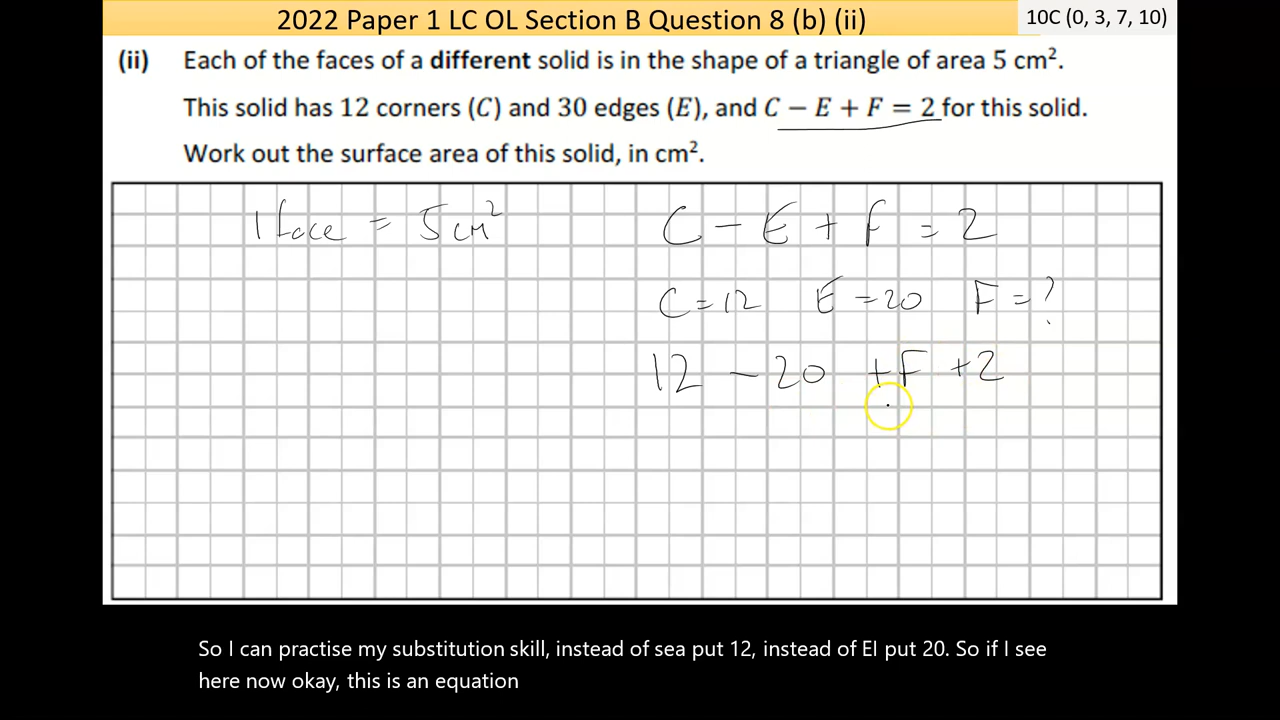 2022 Paper 1 LC OL Section B Question 8 (b) (ii)
10C (0, 3, 7, 10)
(ii) Each of the faces of a different solid is in the shape of a triangle of area 5 cm².
This solid has 12 corners (C) and 30 edges (E), and C − E + F = 2 for this solid.
Work out the surface area of this solid, in cm².
1 face = 5 cm²
C − E + F = 2
C = 12 E = 20 F = ?
12 − 20 + F + 2
So I can practise my substitution skill, instead of sea put 12, instead of EI put 20. So if I see
here now okay, this is an equation